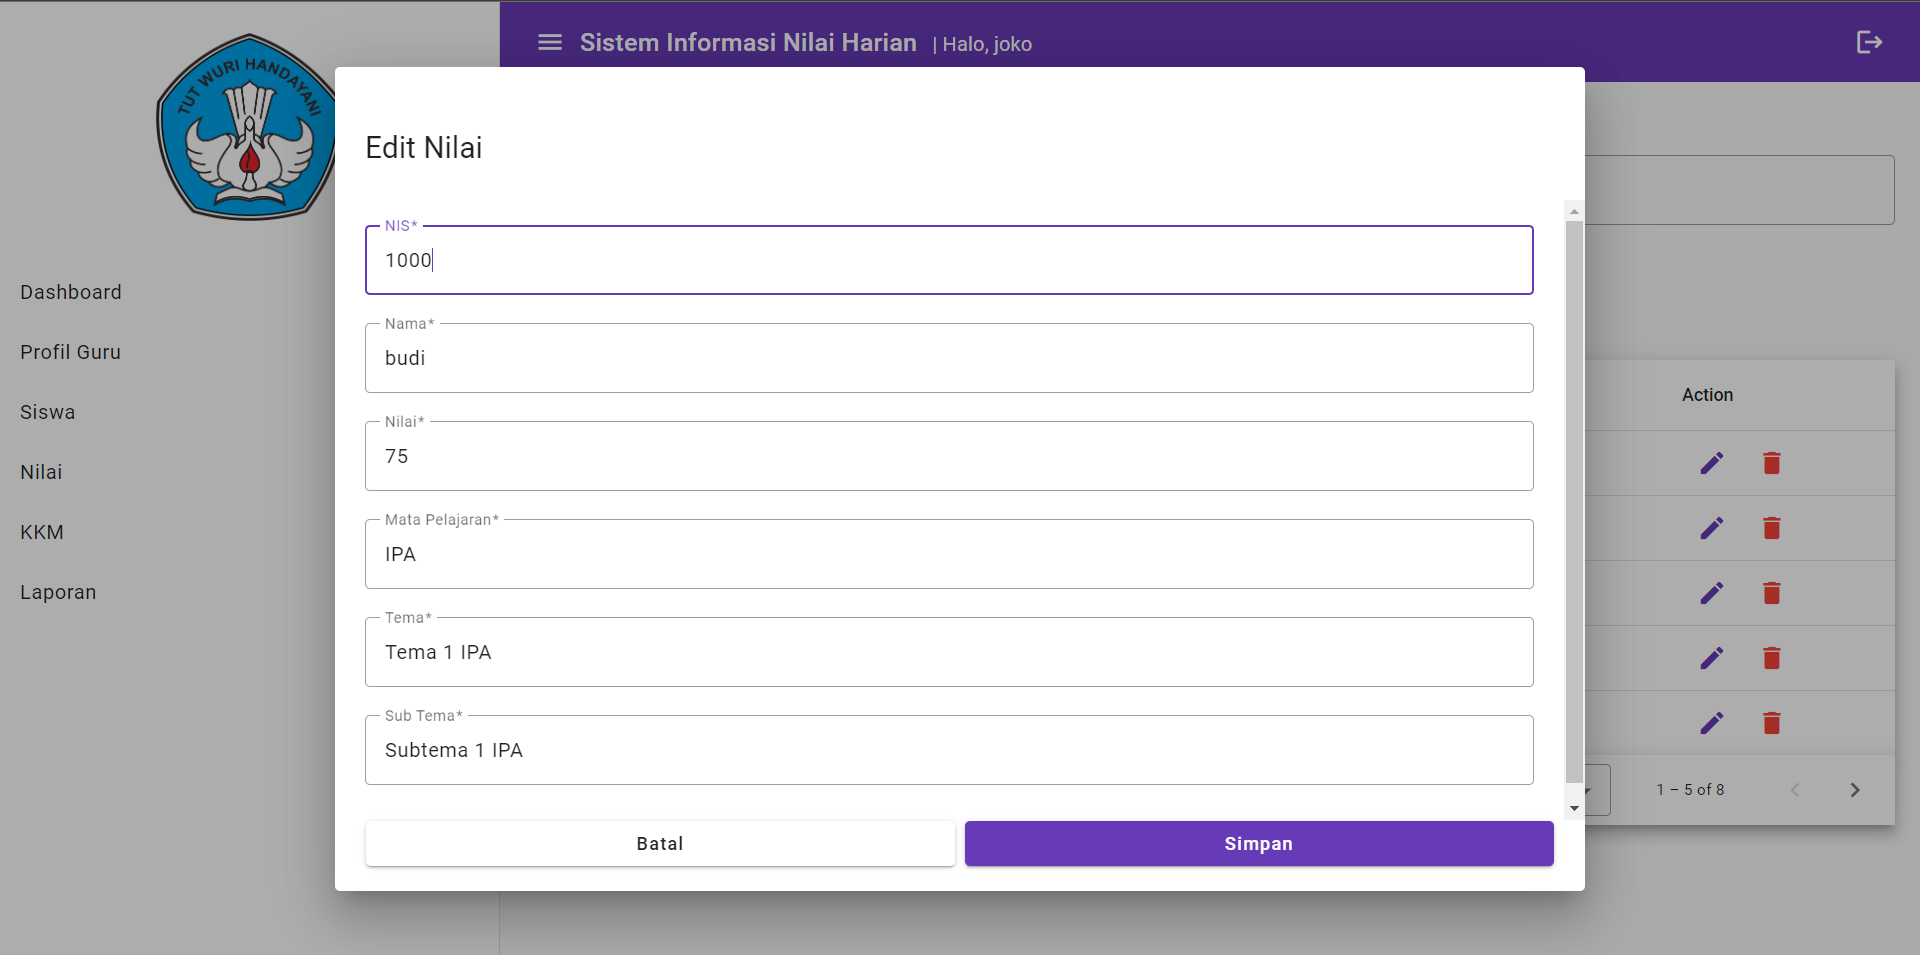 TUT WURI HANDAYANI
Sistem Informasi Nilai Harian | Halo, joko
Dashboard
Profil Guru
Siswa
Nilai
KKM
Laporan
Edit Nilai
NIS*
1000
Nama*
budi
Nilai*
75
Mata Pelajaran*
IPA
Tema*
Tema 1 IPA
Sub Tema*
Subtema 1 IPA
Batal
Simpan
Action
1 – 5 of 8